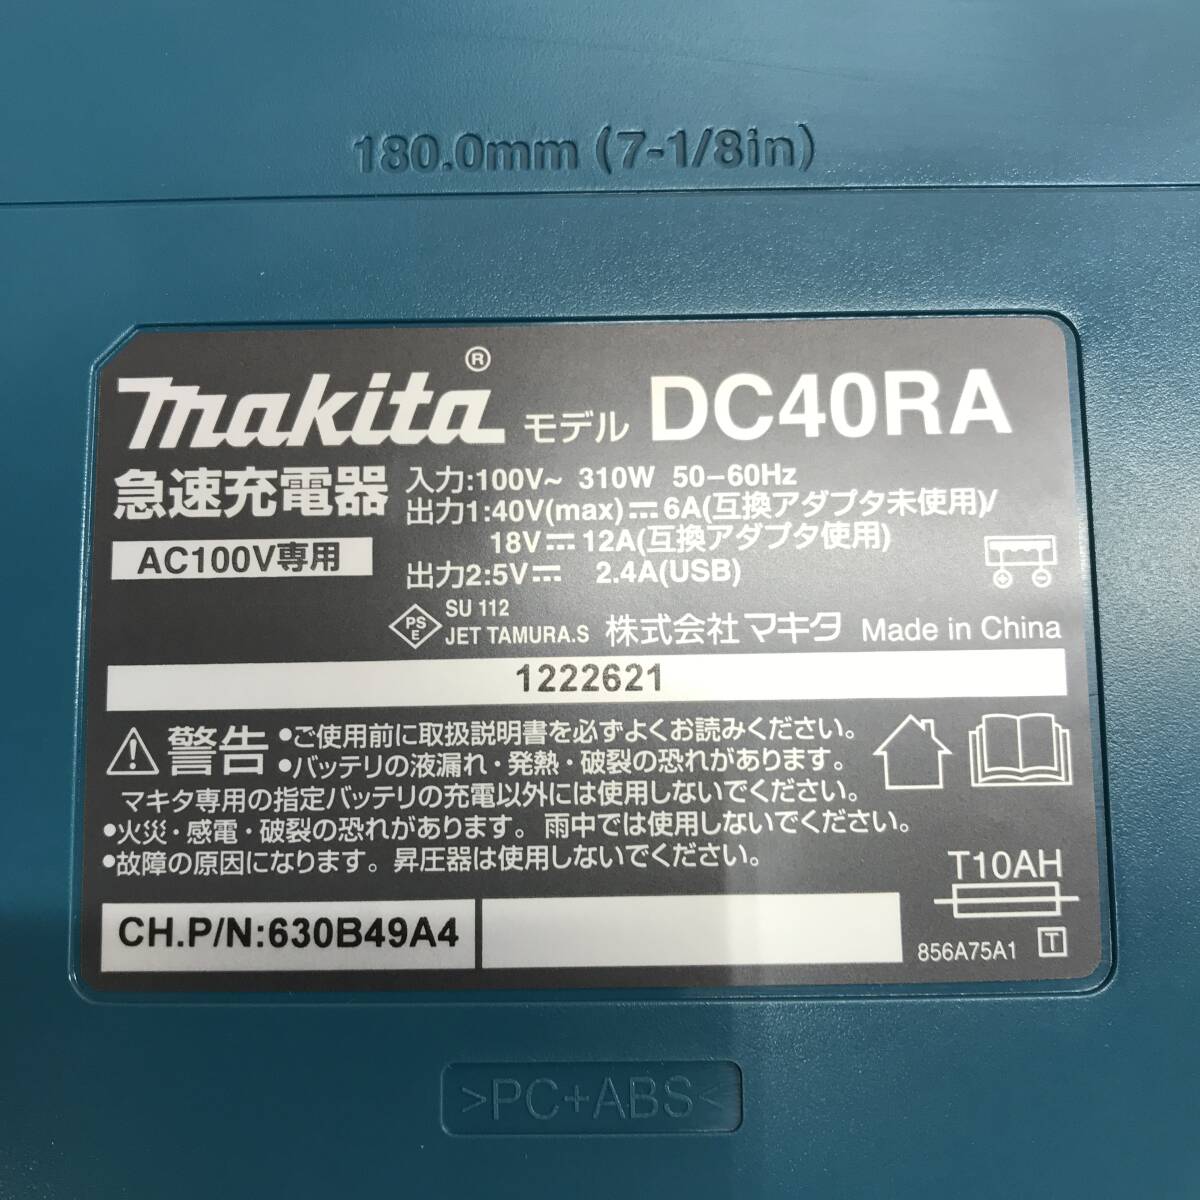 180.0mm (7-1/8in)
makita® モデル DC40RA
急速充電器
AC100V専用
入力:100V~ 310W 50-60Hz
出力1:40V(max)⎓6A(互換アダプタ未使用)/
18V⎓12A(互換アダプタ使用)
出力2:5V⎓ 2.4A(USB)
PSE
SU 112
JET TAMURA.S
株式会社マキタ Made in China
1222621
警告 •ご使用前に取扱説明書を必ずよくお読みください。
•バッテリの液漏れ・発熱・破裂の恐れがあります。
マキタ専用の指定バッテリの充電以外には使用しないでください。
•火災・感電・破裂の恐れがあります。雨中では使用しないでください。
•故障の原因になります。昇圧器は使用しないでください。
T10AH
CH.P/N:630B49A4
856A75A1 T
>PC+ABS<